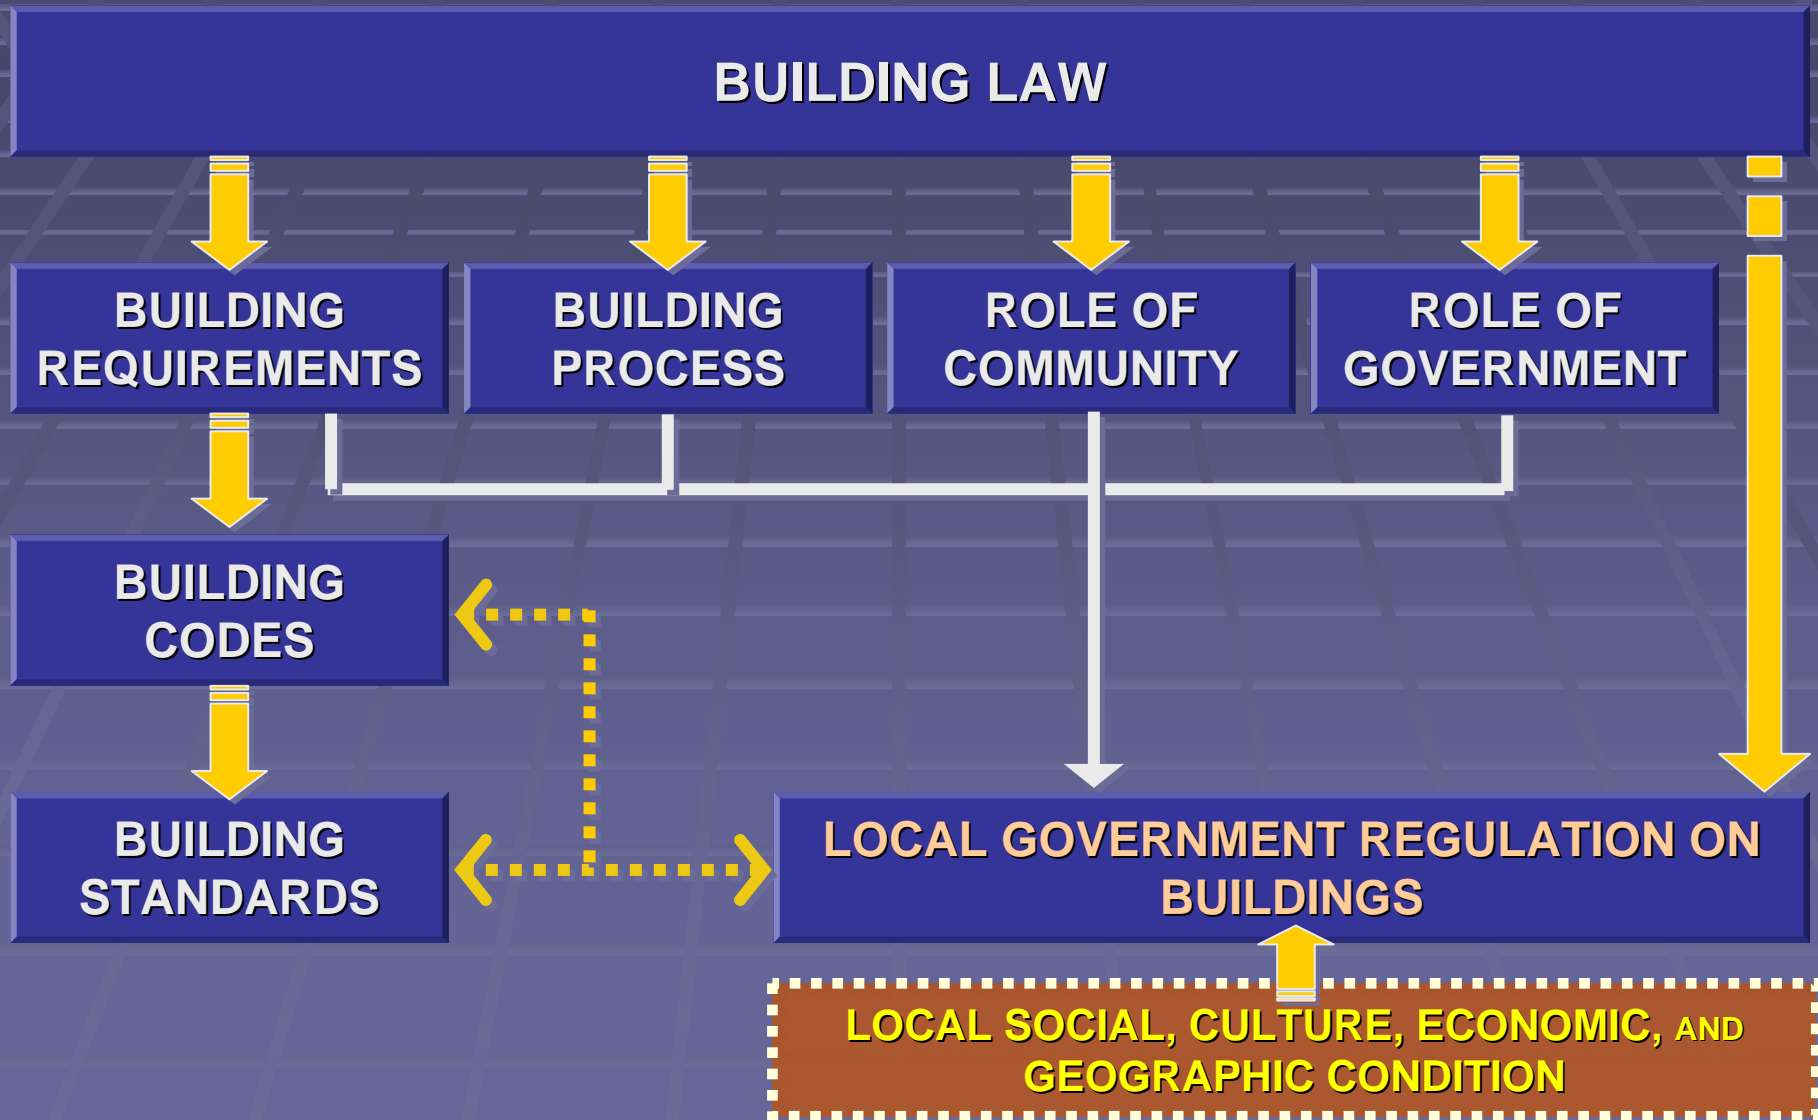 BUILDING LAW
BUILDING
REQUIREMENTS
BUILDING
PROCESS
ROLE OF
COMMUNITY
ROLE OF
GOVERNMENT
BUILDING
CODES
BUILDING
STANDARDS
LOCAL GOVERNMENT REGULATION ON
BUILDINGS
LOCAL SOCIAL, CULTURE, ECONOMIC, AND
GEOGRAPHIC CONDITION